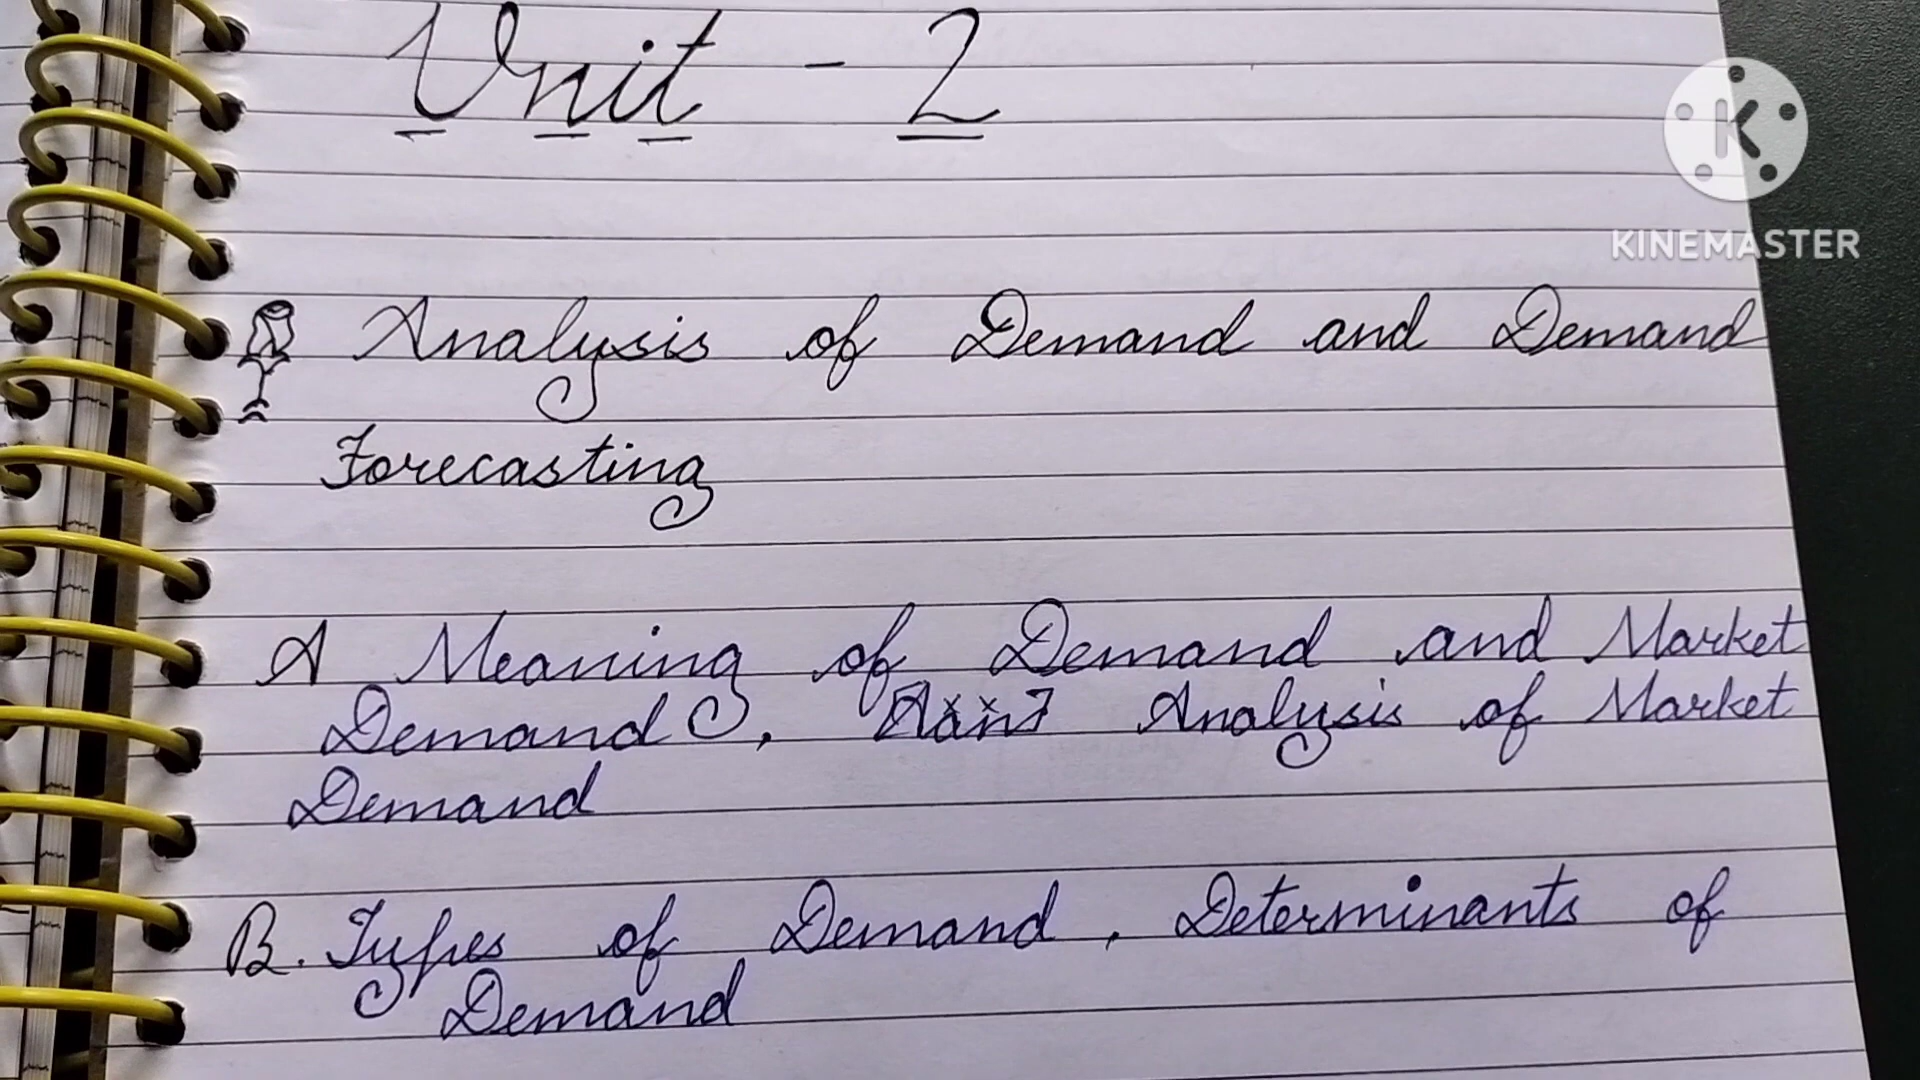 Unit - 2
KINEMASTER
Analysis of Demand and Demand
Forecasting
A Meaning of Demand and Market
Demand, Analysis of Market
Demand
B. Types of Demand, Determinants of
Demand